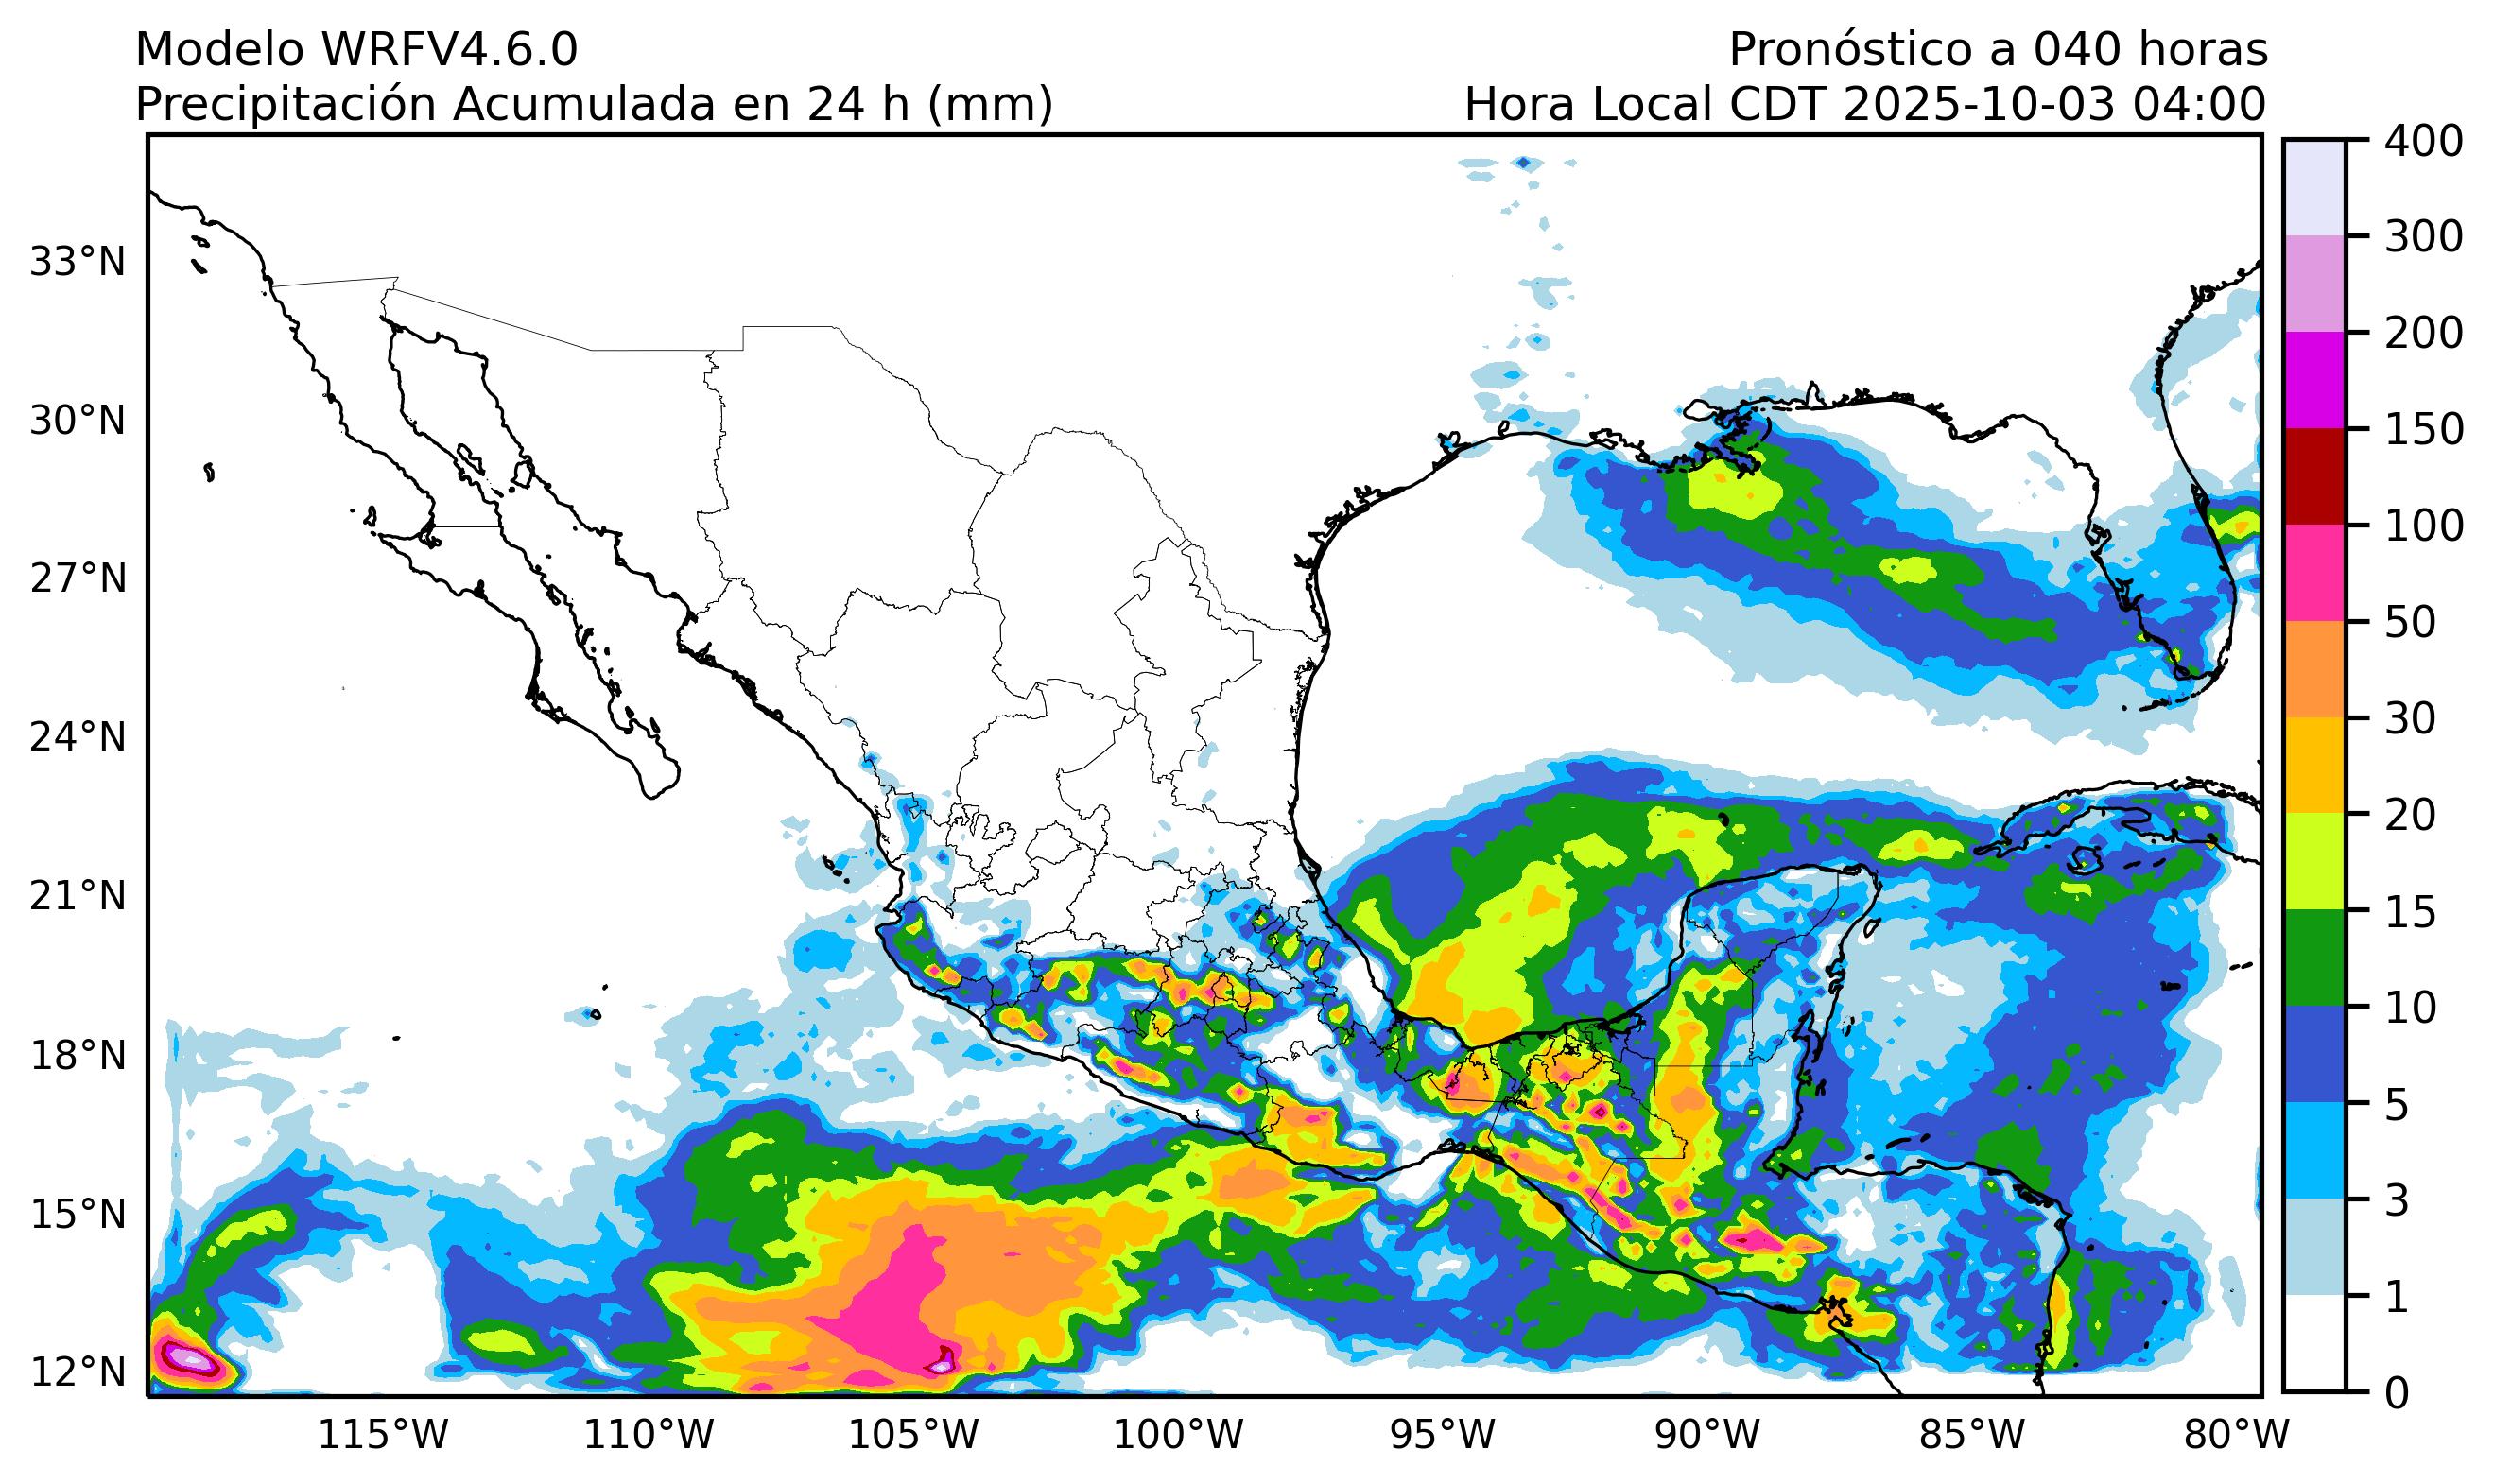 Modelo WRFV4.6.0
Precipitación Acumulada en 24 h (mm)
Pronóstico a 040 horas
Hora Local CDT 2025-10-03 04:00
33°N
30°N
27°N
24°N
21°N
18°N
15°N
12°N
115°W
110°W
105°W
100°W
95°W
90°W
85°W
80°W
400
300
200
150
100
50
30
20
15
10
5
3
1
0